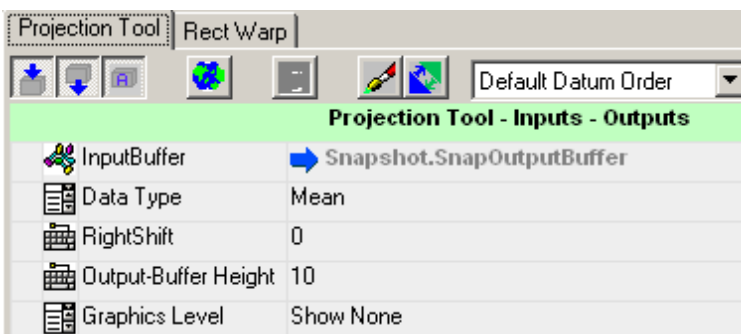 Projection Tool Rect Warp
A Default Datum Order
Projection Tool - Inputs - Outputs
InputBuffer Snapshot.SnapOutputBuffer
Data Type Mean
RightShift 0
Output-Buffer Height 10
Graphics Level Show None